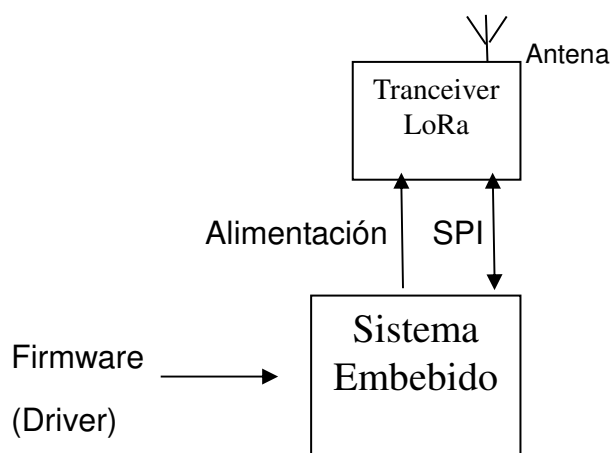 Antena
Tranceiver
LoRa
Alimentación
SPI
Sistema
Embebido
Firmware
(Driver)